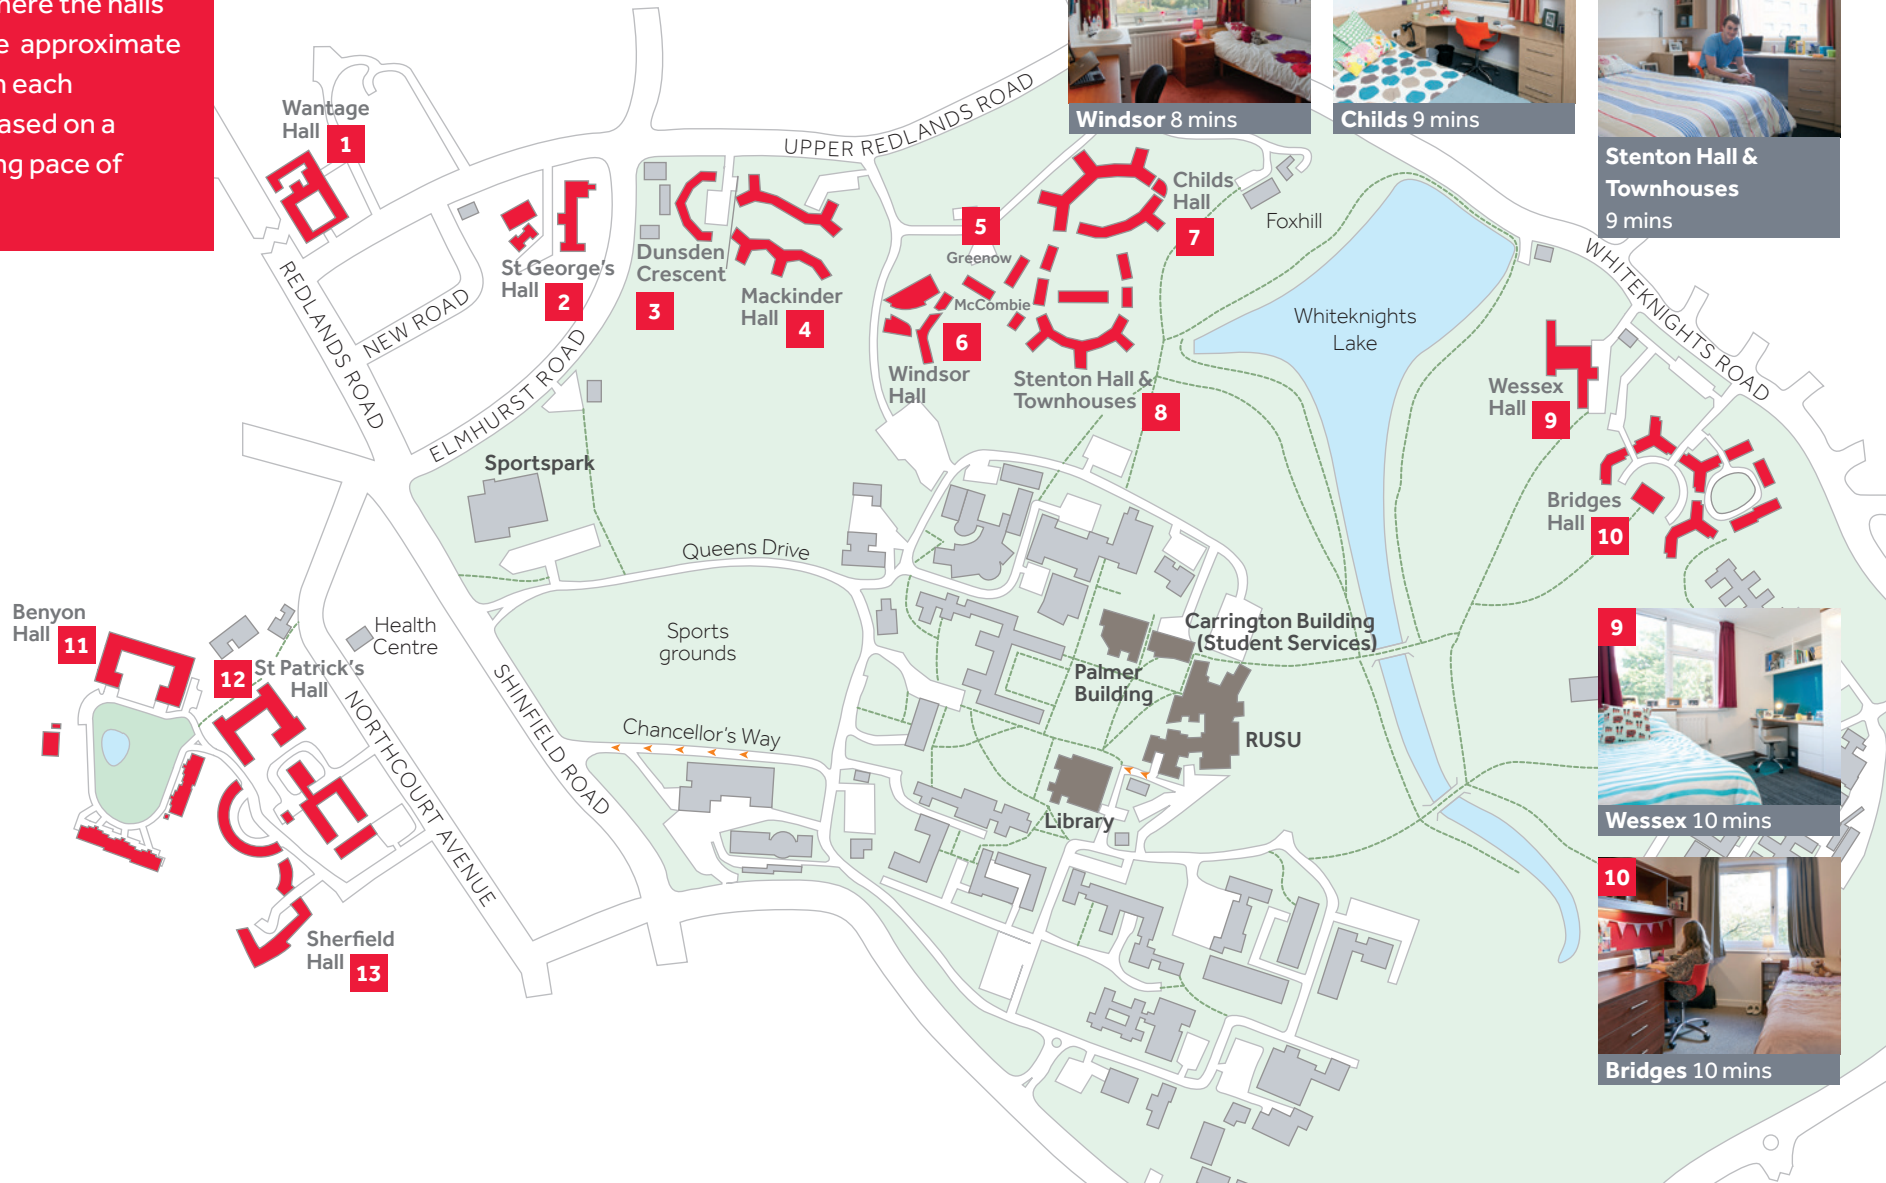 here the halls
e approximate
n each
ased on a
ng pace of
Windsor 8 mins
Childs 9 mins
Stenton Hall &
Townhouses
9 mins
Wantage
Hall
1
UPPER REDLANDS ROAD
St George's
Hall
2
Dunsden
Crescent
3
Mackinder
Hall
4
5
Greenow
McCombie
6
Windsor
Hall
Childs
Hall
7
Foxhill
Stenton Hall &
Townhouses
8
Whiteknights
Lake
WHITEKNIGHTS ROAD
Wessex
Hall
9
Bridges
Hall
10
REDLANDS ROAD
NEW ROAD
ELMHURST ROAD
Sportspark
Queens Drive
Benyon
Hall
11
12
St Patrick's
Hall
Health
Centre
Sports
grounds
Chancellor's Way
SHINFIELD ROAD
NORTHCOURT AVENUE
Sherfield
Hall
13
Carrington Building
(Student Services)
Palmer
Building
RUSU
Library
9
Wessex 10 mins
10
Bridges 10 mins